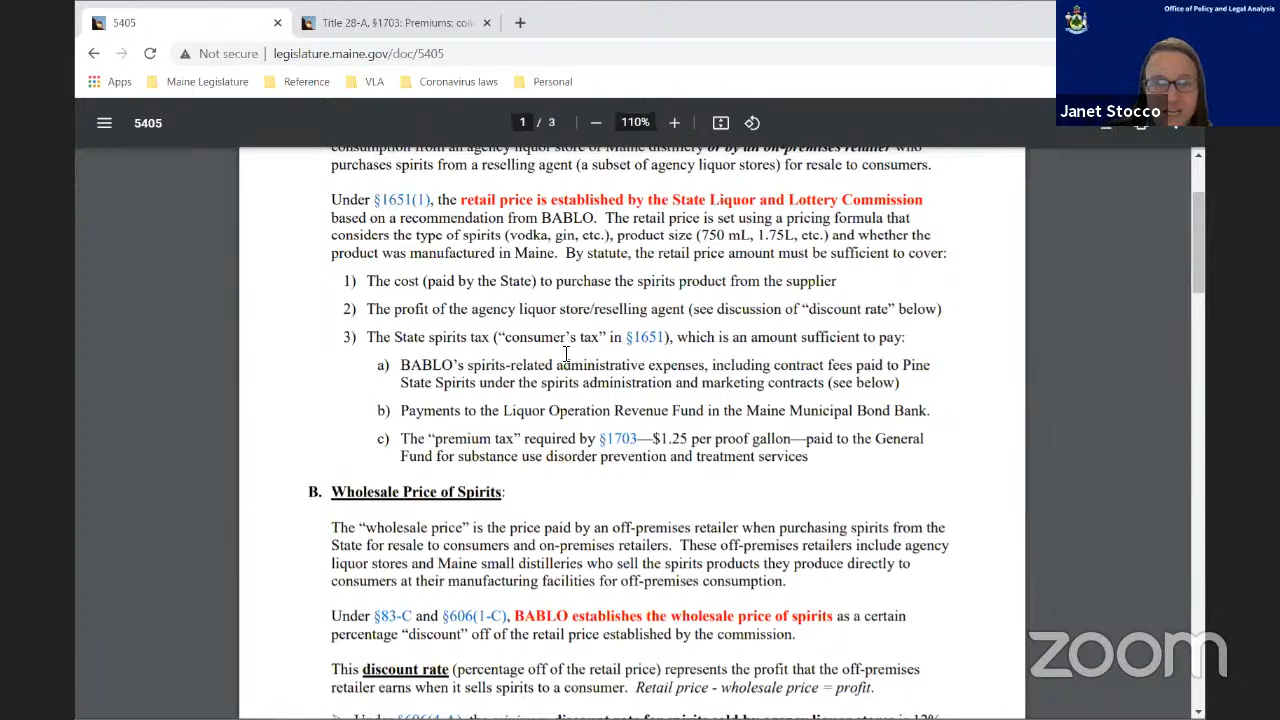 5405
Title 28-A, §1703: Premiums; coll
Office of Policy and Legal Analysis
Not secure
legislature.maine.gov/doc/5405
Apps
Maine Legislature
Reference
VLA
Coronavirus laws
Personal
Janet Stocco
5405
1 / 3
110%
consumption from an agency liquor store or Maine distillery or by an on-premises retailer who
purchases spirits from a reselling agent (a subset of agency liquor stores) for resale to consumers.
Under §1651(1), the retail price is established by the State Liquor and Lottery Commission
based on a recommendation from BABLO. The retail price is set using a pricing formula that
considers the type of spirits (vodka, gin, etc.), product size (750 mL, 1.75L, etc.) and whether the
product was manufactured in Maine. By statute, the retail price amount must be sufficient to cover:
1) The cost (paid by the State) to purchase the spirits product from the supplier
2) The profit of the agency liquor store/reselling agent (see discussion of “discount rate” below)
3) The State spirits tax (“consumer’s tax” in §1651), which is an amount sufficient to pay:
a) BABLO’s spirits-related administrative expenses, including contract fees paid to Pine
State Spirits under the spirits administration and marketing contracts (see below)
b) Payments to the Liquor Operation Revenue Fund in the Maine Municipal Bond Bank.
c) The “premium tax” required by §1703—$1.25 per proof gallon—paid to the General
Fund for substance use disorder prevention and treatment services
B. Wholesale Price of Spirits:
The “wholesale price” is the price paid by an off-premises retailer when purchasing spirits from the
State for resale to consumers and on-premises retailers. These off-premises retailers include agency
liquor stores and Maine small distilleries who sell the spirits products they produce directly to
consumers at their manufacturing facilities for off-premises consumption.
Under §83-C and §606(1-C), BABLO establishes the wholesale price of spirits as a certain
percentage “discount” off of the retail price established by the commission.
This discount rate (percentage off of the retail price) represents the profit that the off-premises
retailer earns when it sells spirits to a consumer. Retail price - wholesale price = profit.
zoom